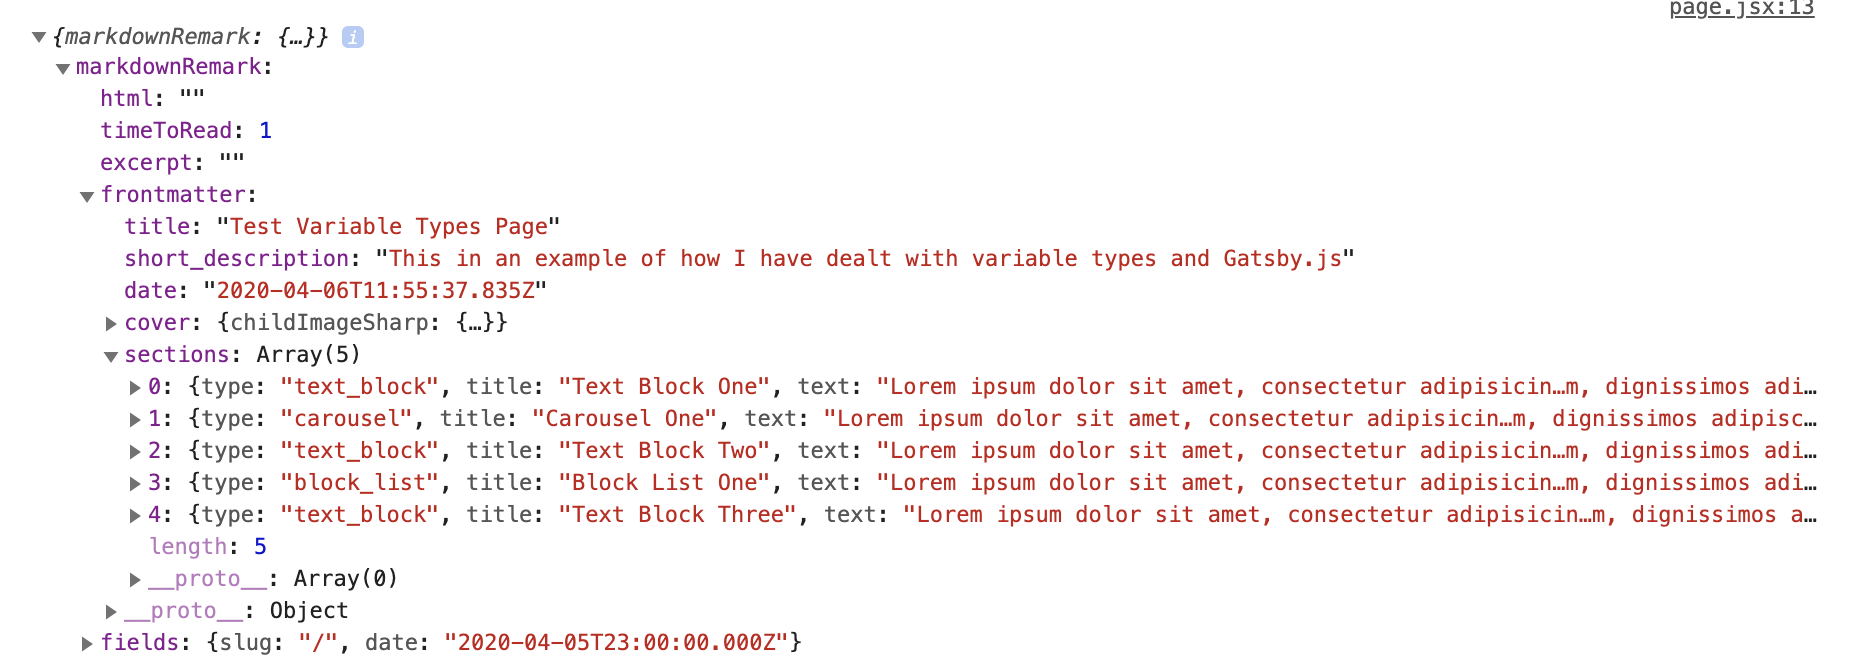 page.jsx:13
{markdownRemark: {…}} i
markdownRemark:
html: ""
timeToRead: 1
excerpt: ""
frontmatter:
title: "Test Variable Types Page"
short_description: "This in an example of how I have dealt with variable types and Gatsby.js"
date: "2020-04-06T11:55:37.835Z"
cover: {childImageSharp: {…}}
sections: Array(5)
0: {type: "text_block", title: "Text Block One", text: "Lorem ipsum dolor sit amet, consectetur adipisicin…m, dignissimos adi…
1: {type: "carousel", title: "Carousel One", text: "Lorem ipsum dolor sit amet, consectetur adipisicin…m, dignissimos adipisc…
2: {type: "text_block", title: "Text Block Two", text: "Lorem ipsum dolor sit amet, consectetur adipisicin…m, dignissimos adi…
3: {type: "block_list", title: "Block List One", text: "Lorem ipsum dolor sit amet, consectetur adipisicin…m, dignissimos adi…
4: {type: "text_block", title: "Text Block Three", text: "Lorem ipsum dolor sit amet, consectetur adipisicin…m, dignissimos a…
length: 5
__proto__: Array(0)
__proto__: Object
fields: {slug: "/", date: "2020-04-05T23:00:00.000Z"}